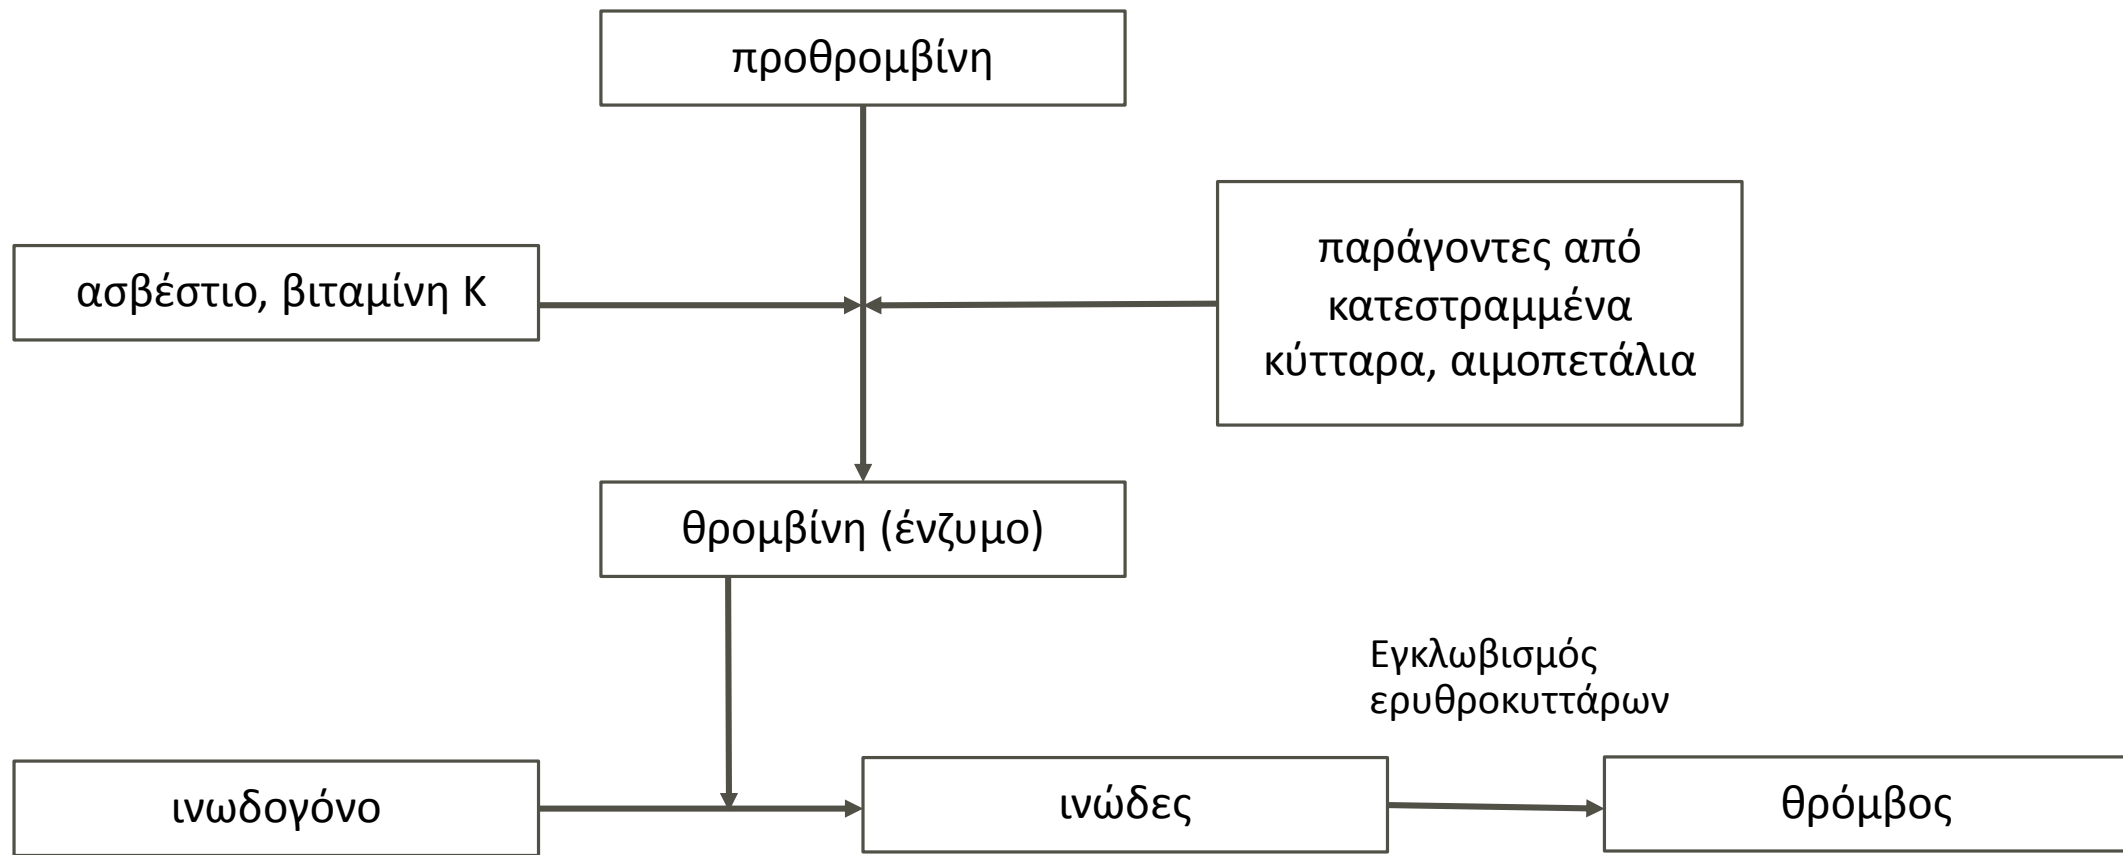 προθρομβίνη
ασβέστιο, βιταμίνη Κ
παράγοντες από
κατεστραμμένα
κύτταρα, αιμοπετάλια
θρομβίνη (ένζυμο)
Εγκλωβισμός
ερυθροκυττάρων
ινωδογόνο
ινώδες
θρόμβος